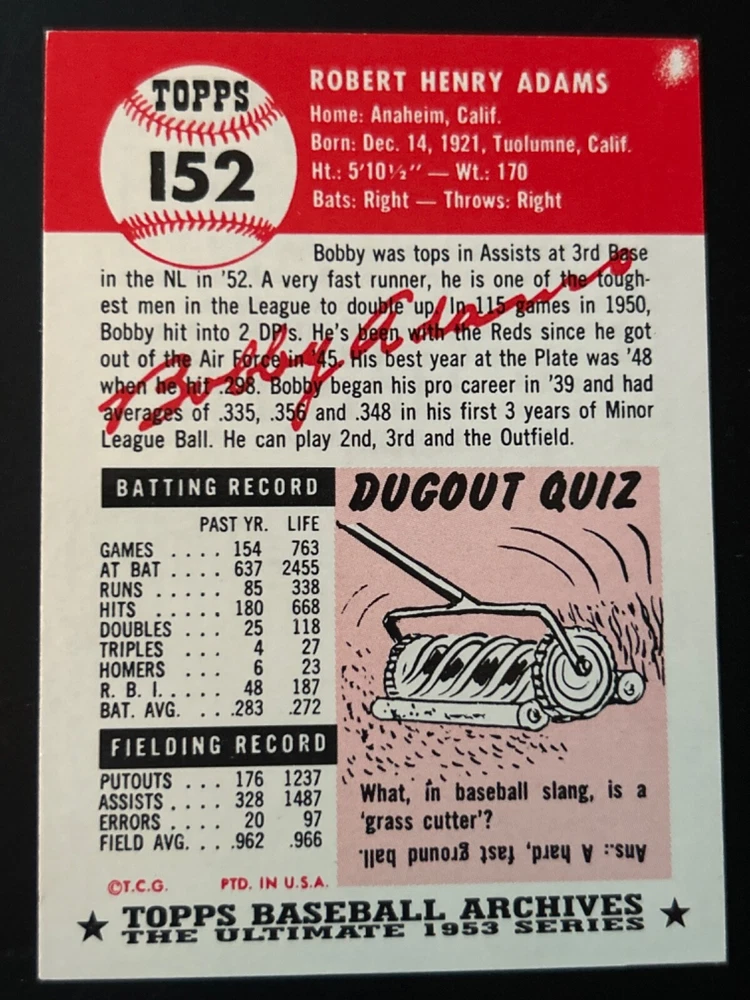 TOPPS
152
ROBERT HENRY ADAMS
Home: Anaheim, Calif.
Born: Dec. 14, 1921, Tuolumne, Calif.
Ht.: 5'10½" — Wt.: 170
Bats: Right — Throws: Right
Bobby was tops in Assists at 3rd Base
in the NL in '52. A very fast runner, he is one of the tough-
est men in the League to double up. In 115 games in 1950,
Bobby hit into 2 DP's. He's been with the Reds since he got
out of the Air Force in '45. His best year at the Plate was '48
when he hit .298. Bobby began his pro career in '39 and had
averages of .335, .356 and .348 in his first 3 years of Minor
League Ball. He can play 2nd, 3rd and the Outfield.
Bobby Adams
BATTING RECORD
PAST YR. LIFE
GAMES . . . . 154 763
AT BAT . . . . 637 2455
RUNS . . . . . 85 338
HITS . . . . . 180 668
DOUBLES . . . 25 118
TRIPLES . . . 4 27
HOMERS . . . 6 23
R. B. I. . . . . 48 187
BAT. AVG. . . .283 .272
FIELDING RECORD
PUTOUTS . . . 176 1237
ASSISTS . . . . 328 1487
ERRORS . . . . 20 97
FIELD AVG. . . .962 .966
DUGOUT QUIZ
What, in baseball slang, is a
'grass cutter'?
Ans.: A hard, fast ground ball.
©T.C.G. PTD. IN U.S.A.
★ TOPPS BASEBALL ARCHIVES ★
THE ULTIMATE 1953 SERIES